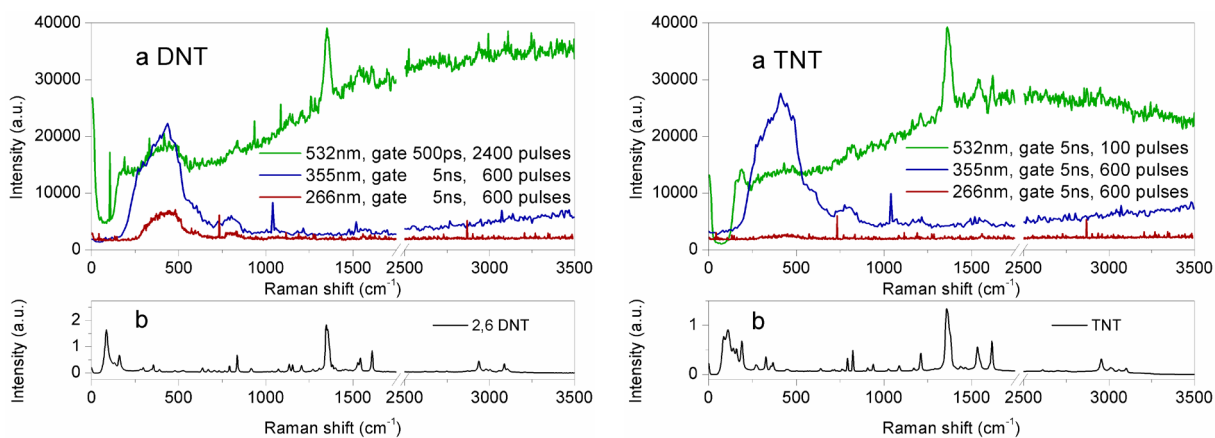 40000
30000
20000
10000
0
Intensity (a.u.)
a DNT
532nm, gate 500ps, 2400 pulses
355nm, gate 5ns, 600 pulses
266nm, gate 5ns, 600 pulses
0 500 1000 1500 2500 3000 3500
Raman shift (cm-1)
2
1
0
Intensity (a.u.)
b
2,6 DNT
0 500 1000 1500 2500 3000 3500
Raman shift (cm-1)
40000
30000
20000
10000
0
Intensity (a.u.)
a TNT
532nm, gate 5ns, 100 pulses
355nm, gate 5ns, 600 pulses
266nm, gate 5ns, 600 pulses
0 500 1000 1500 2500 3000 3500
Raman shift (cm-1)
1
0
Intensity (a.u.)
b
TNT
0 500 1000 1500 2500 3000 3500
Raman shift (cm-1)